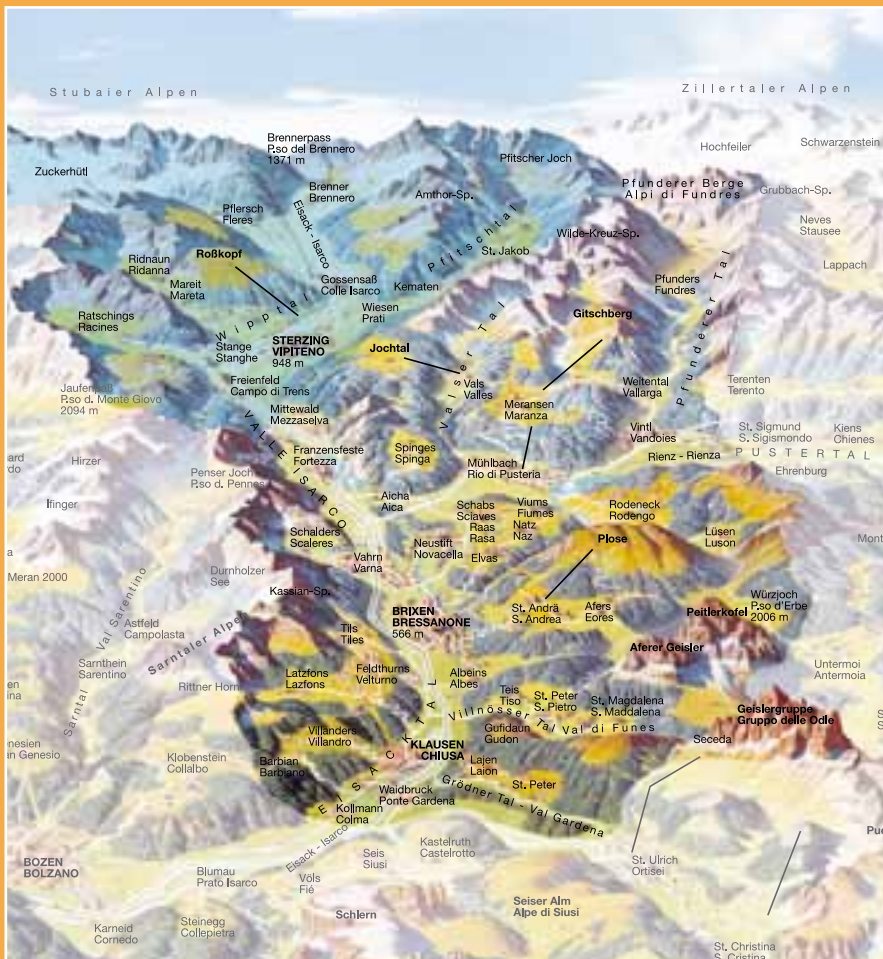 Stubaier Alpen
Zillertaler Alpen
Brennerpass
P.so del Brennero
1371 m
Pfitscher Joch
Hochfeiler
Schwarzenstein
Zuckerhütl
Brenner
Brennero
Amthor-Sp.
Pfunderer Berge
Alpi di Fundres
Grubbach-Sp.
Pflersch
Fleres
Eisack - Isarco
Neves
Stausee
Wilde-Kreuz-Sp.
Roßkopf
Pfitschtal
St. Jakob
Ridnaun
Ridanna
Lappach
Gossensaß
Colle Isarco
Kematen
Pfunders
Fundres
Mareit
Mareta
Wipptal
Wiesen
Prati
Gitschberg
Ratschings
Racines
STERZING
VIPITENO
948 m
Stange
Stanghe
Jochtal
Valser Tal
Pfunderer Tal
Freienfeld
Campo di Trens
Vals
Valles
Weitental
Vallarga
Terenten
Terento
Jaufenpaß
P.so d. Monte Giovo
2094 m
Mittewald
Mezzaselva
Meransen
Maranza
VALLE ISARCO
Vintl
Vandoies
St. Sigmund
S. Sigismondo
Kiens
Chienes
Franzensfeste
Fortezza
Spinges
Spinga
Rienz - Rienza
PUSTERTAL
ard
rdo
Hirzer
Penser Joch
P.so d. Pennes
Mühlbach
Rio di Pusteria
Ehrenburg
Ifinger
Aicha
Aica
Schabs
Sciaves
Raas
Rasa
Viums
Fiumes
Natz
Naz
Rodeneck
Rodengo
Schalders
Scaleres
Neustift
Novacella
Elvas
Plose
Lüsen
Luson
Mont
a
Meran 2000
Vahrn
Varna
Durnholzer
See
Kassian-Sp.
Val Sarentino
Astfeld
Campolasta
BRIXEN
BRESSANONE
566 m
St. Andrä
S. Andrea
Afers
Eores
Peitlerkofel
Würzjoch
P.so d'Erbe
2006 m
Tils
Tiles
Sarntaler Alpen
Aferer Geisler
Sarnthein
Sarentino
Latzfons
Lazfons
Feldthurns
Velturno
Albeins
Albes
Untermoi
Antermoia
en
ina
Rittner Horn
Teis
Tiso
St. Peter
S. Pietro
St. Magdalena
S. Maddalena
Sarntal
Geislergruppe
Gruppo delle Odle
Villnösser Tal Val di Funes
Villanders
Villandro
Gufidaun
Gudon
Seceda
nesien
an Genesio
Klobenstein
Collalbo
KLAUSEN
CHIUSA
EISACKTAL
Barbian
Barbiano
Lajen
Laion
St. Peter
Waidbruck
Ponte Gardena
Grödner Tal - Val Gardena
Kollmann
Colma
Eisack - Isarco
Kastelruth
Castelrotto
BOZEN
BOLZANO
Seis
Siusi
St. Ulrich
Ortisei
Blumau
Prato Isarco
Völs
Fié
Seiser Alm
Alpe di Siusi
Schlern
Karneid
Cornedo
Steinegg
Collepietra
St. Christina
S. Cristina